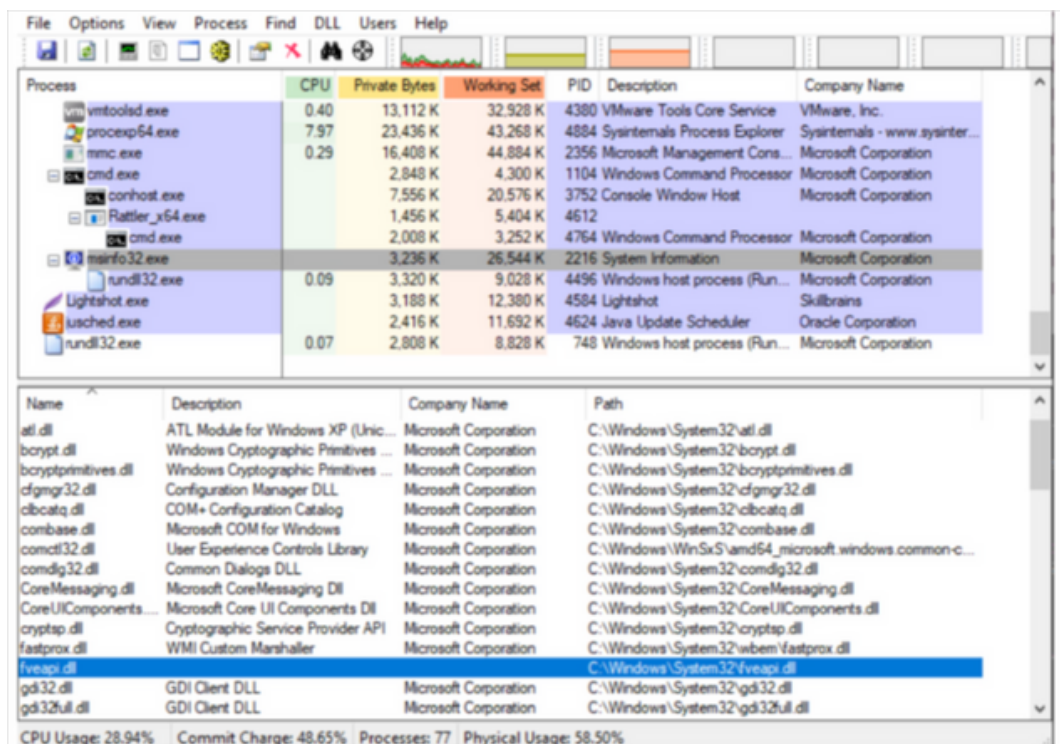 File Options View Process Find DLL Users Help
Process CPU Private Bytes Working Set PID Description Company Name
vmtoolsd.exe 0.40 13,112 K 32,928 K 4380 VMware Tools Core Service VMware, Inc.
procexp64.exe 7.97 23,436 K 43,268 K 4884 Sysinternals Process Explorer Sysinternals - www.sysinter...
mmc.exe 0.29 16,408 K 44,884 K 2356 Microsoft Management Cons... Microsoft Corporation
cmd.exe 2,848 K 4,300 K 1104 Windows Command Processor Microsoft Corporation
conhost.exe 7,556 K 20,576 K 3752 Console Window Host Microsoft Corporation
Rattler_x64.exe 1,456 K 5,404 K 4612
cmd.exe 2,008 K 3,252 K 4764 Windows Command Processor Microsoft Corporation
msinfo32.exe 3,236 K 26,544 K 2216 System Information Microsoft Corporation
rundll32.exe 0.09 3,320 K 9,028 K 4496 Windows host process (Run... Microsoft Corporation
Lightshot.exe 3,188 K 12,380 K 4584 Lightshot Skillbrains
jusched.exe 2,416 K 11,692 K 4624 Java Update Scheduler Oracle Corporation
rundll32.exe 0.07 2,808 K 8,828 K 748 Windows host process (Run... Microsoft Corporation
Name Description Company Name Path
atl.dll ATL Module for Windows XP (Unic... Microsoft Corporation C:\Windows\System32\atl.dll
bcrypt.dll Windows Cryptographic Primitives ... Microsoft Corporation C:\Windows\System32\bcrypt.dll
bcryptprimitives.dll Windows Cryptographic Primitives ... Microsoft Corporation C:\Windows\System32\bcryptprimitives.dll
cfgmgr32.dll Configuration Manager DLL Microsoft Corporation C:\Windows\System32\cfgmgr32.dll
clbcatq.dll COM+ Configuration Catalog Microsoft Corporation C:\Windows\System32\clbcatq.dll
combase.dll Microsoft COM for Windows Microsoft Corporation C:\Windows\System32\combase.dll
comctl32.dll User Experience Controls Library Microsoft Corporation C:\Windows\WinSxS\amd64_microsoft.windows.common-c...
comdlg32.dll Common Dialogs DLL Microsoft Corporation C:\Windows\System32\comdlg32.dll
CoreMessaging.dll Microsoft CoreMessaging Dll Microsoft Corporation C:\Windows\System32\CoreMessaging.dll
CoreUIComponents.... Microsoft Core UI Components Dll Microsoft Corporation C:\Windows\System32\CoreUIComponents.dll
cryptsp.dll Cryptographic Service Provider API Microsoft Corporation C:\Windows\System32\cryptsp.dll
fastprox.dll WMI Custom Marshaller Microsoft Corporation C:\Windows\System32\wbem\fastprox.dll
fveapi.dll C:\Windows\System32\fveapi.dll
gdi32.dll GDI Client DLL Microsoft Corporation C:\Windows\System32\gdi32.dll
gdi32full.dll GDI Client DLL Microsoft Corporation C:\Windows\System32\gdi32full.dll
CPU Usage: 28.94% Commit Charge: 48.65% Processes: 77 Physical Usage: 58.50%